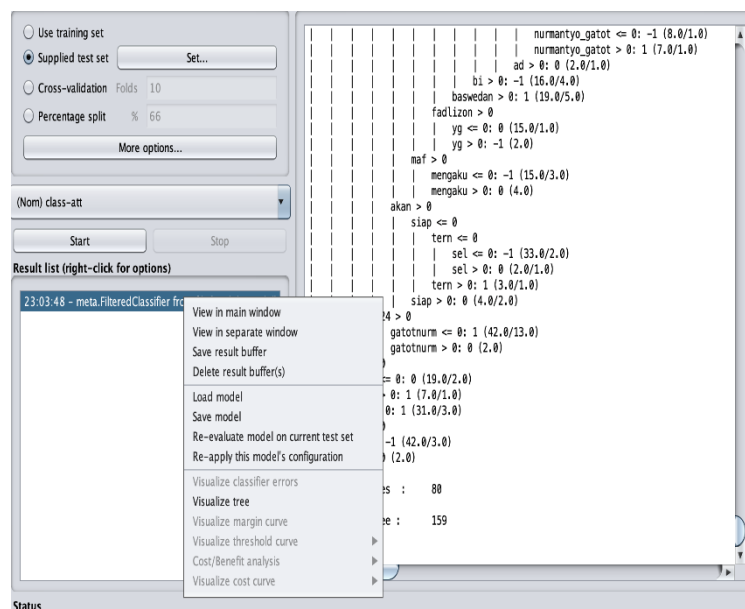 Use training set
Supplied test set Set...
Cross-validation Folds 10
Percentage split % 66
More options...
(Nom) class-att
Start Stop
Result list (right-click for options)
23:03:48 - meta.FilteredClassifier
View in main window
View in separate window
Save result buffer
Delete result buffer(s)
Load model
Save model
Re-evaluate model on current test set
Re-apply this model's configuration
Visualize classifier errors
Visualize tree
Visualize margin curve
Visualize threshold curve
Cost/Benefit analysis
Visualize cost curve
Status
| | | | | | | | | | | nurmantyo_gatot <= 0: -1 (8.0/1.0)
| | | | | | | | | | | nurmantyo_gatot > 0: 1 (7.0/1.0)
| | | | | | | | | | ad > 0: 0 (2.0/1.0)
| | | | | | | | bi > 0: -1 (16.0/4.0)
| | | | | | | baswedan > 0: 1 (19.0/5.0)
| | | | | | fadlizon > 0
| | | | | | | yg <= 0: 0 (15.0/1.0)
| | | | | | | yg > 0: -1 (2.0)
| | | | | maf > 0
| | | | | | mengaku <= 0: -1 (15.0/3.0)
| | | | | | mengaku > 0: 0 (4.0)
| | | | akan > 0
| | | | | siap <= 0
| | | | | | tern <= 0
| | | | | | | sel <= 0: -1 (33.0/2.0)
| | | | | | | sel > 0: 0 (2.0/1.0)
| | | | | | tern > 0: 1 (3.0/1.0)
| | | | | siap > 0: 0 (4.0/2.0)
24 > 0
gatotnurm <= 0: 1 (42.0/13.0)
gatotnurm > 0: 0 (2.0)
<= 0: 0 (19.0/2.0)
> 0: 1 (7.0/1.0)
0: 1 (31.0/3.0)
-1 (42.0/3.0)
(2.0)
: 80
: 159